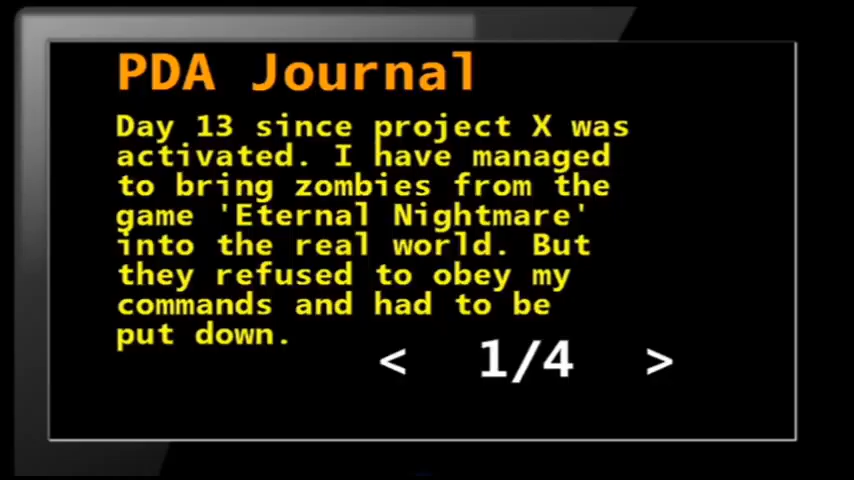 PDA Journal
Day 13 since project X was
activated. I have managed
to bring zombies from the
game 'Eternal Nightmare'
into the real world. But
they refused to obey my
commands and had to be
put down.
< 1/4 >